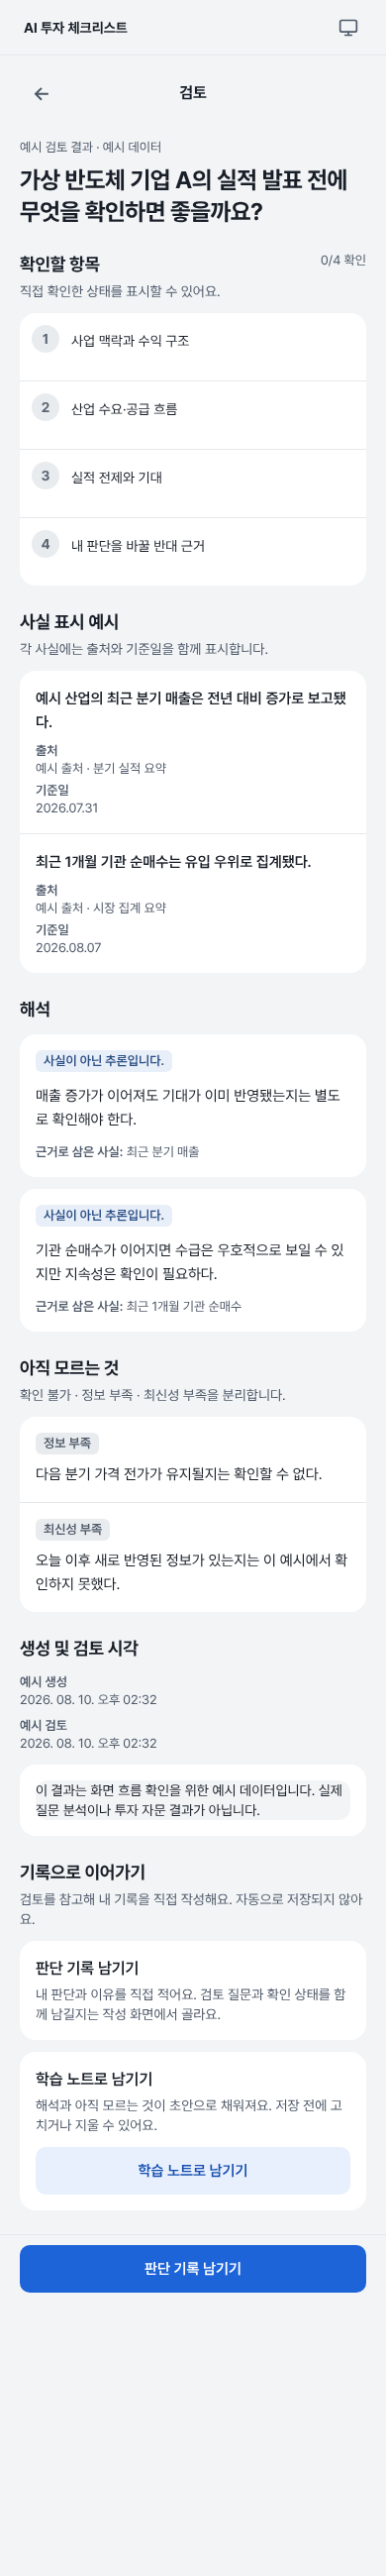 AI 투자 체크리스트
검토
예시 검토 결과 · 예시 데이터
가상 반도체 기업 A의 실적 발표 전에
무엇을 확인하면 좋을까요?
확인할 항목
0/4 확인
직접 확인한 상태를 표시할 수 있어요.
1 사업 맥락과 수익 구조
2 산업 수요·공급 흐름
3 실적 전제와 기대
4 내 판단을 바꿀 반대 근거
사실 표시 예시
각 사실에는 출처와 기준일을 함께 표시합니다.
예시 산업의 최근 분기 매출은 전년 대비 증가로 보고됐
다.
출처
예시 출처 · 분기 실적 요약
기준일
2026.07.31
최근 1개월 기관 순매수는 유입 우위로 집계됐다.
출처
예시 출처 · 시장 집계 요약
기준일
2026.08.07
해석
사실이 아닌 추론입니다.
매출 증가가 이어져도 기대가 이미 반영됐는지는 별도
로 확인해야 한다.
근거로 삼은 사실: 최근 분기 매출
사실이 아닌 추론입니다.
기관 순매수가 이어지면 수급은 우호적으로 보일 수 있
지만 지속성은 확인이 필요하다.
근거로 삼은 사실: 최근 1개월 기관 순매수
아직 모르는 것
확인 불가 · 정보 부족 · 최신성 부족을 분리합니다.
정보 부족
다음 분기 가격 전가가 유지될지는 확인할 수 없다.
최신성 부족
오늘 이후 새로 반영된 정보가 있는지는 이 예시에서 확
인하지 못했다.
생성 및 검토 시각
예시 생성
2026. 08. 10. 오후 02:32
예시 검토
2026. 08. 10. 오후 02:32
이 결과는 화면 흐름 확인을 위한 예시 데이터입니다. 실제
질문 분석이나 투자 자문 결과가 아닙니다.
기록으로 이어가기
검토를 참고해 내 기록을 직접 작성해요. 자동으로 저장되지 않아
요.
판단 기록 남기기
내 판단과 이유를 직접 적어요. 검토 질문과 확인 상태를 함
께 남길지는 작성 화면에서 골라요.
학습 노트로 남기기
해석과 아직 모르는 것이 초안으로 채워져요. 저장 전에 고
치거나 지울 수 있어요.
학습 노트로 남기기
판단 기록 남기기